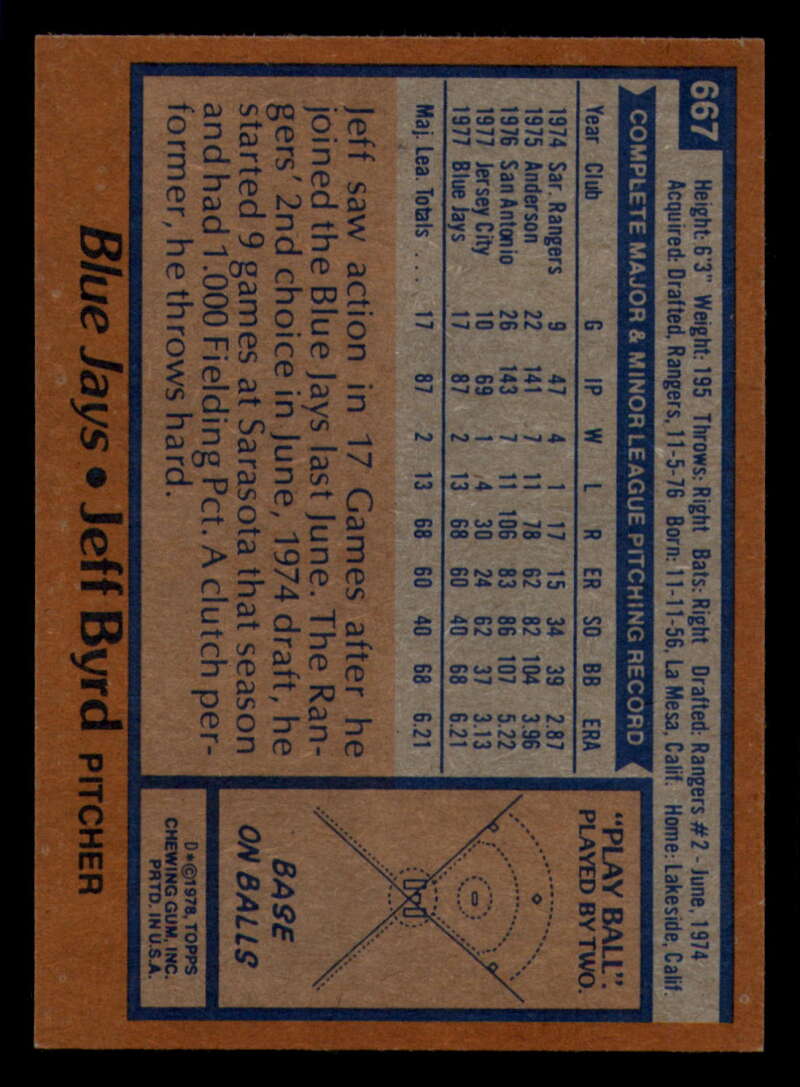 667
Height: 6'3" Weight: 195 Throws: Right Bats: Right Drafted: Rangers #2 - June, 1974
Acquired: Drafted, Rangers, 11-5-76 Born: 11-11-56, La Mesa, Calif. Home: Lakeside, Calif.
COMPLETE MAJOR & MINOR LEAGUE PITCHING RECORD
Year Club G IP W L R ER SO BB ERA
1974 Sar. Rangers 9 47 4 1 17 15 34 39 2.87
1975 Anderson 22 141 7 11 78 62 82 104 3.96
1976 San Antonio 26 143 7 11 106 83 86 107 5.22
1977 Jersey City 10 69 1 4 30 24 62 37 3.13
1977 Blue Jays 17 87 2 13 68 60 40 68 6.21
Maj. Lea. Totals . . . 17 87 2 13 68 60 40 68 6.21
Jeff saw action in 17 Games after he
joined the Blue Jays last June. The Ran-
gers' 2nd choice in June, 1974 draft, he
started 9 games at Sarasota that season
and had 1.000 Fielding Pct. A clutch per-
former, he throws hard.
"PLAY BALL".
PLAYED BY TWO.
BASE
ON BALLS
D*©1978, TOPPS
CHEWING GUM, INC.
PRTD. IN U.S.A.
Blue Jays • Jeff Byrd PITCHER